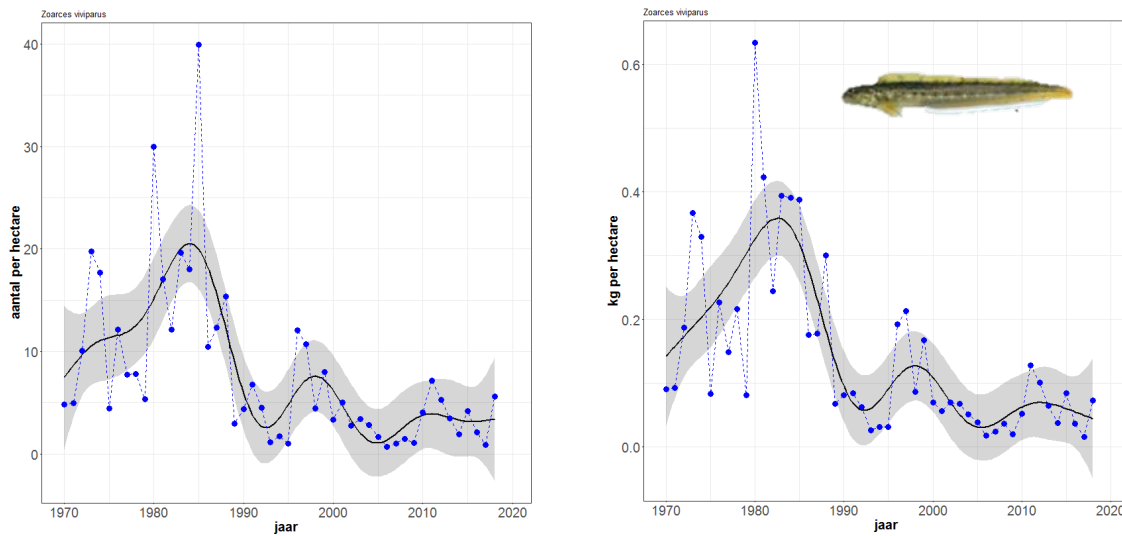 Zoarces viviparus
aantal per hectare
40
30
20
10
0
1970 1980 1990 2000 2010 2020
jaar
Zoarces viviparus
kg per hectare
0.6
0.4
0.2
0.0
1970 1980 1990 2000 2010 2020
jaar